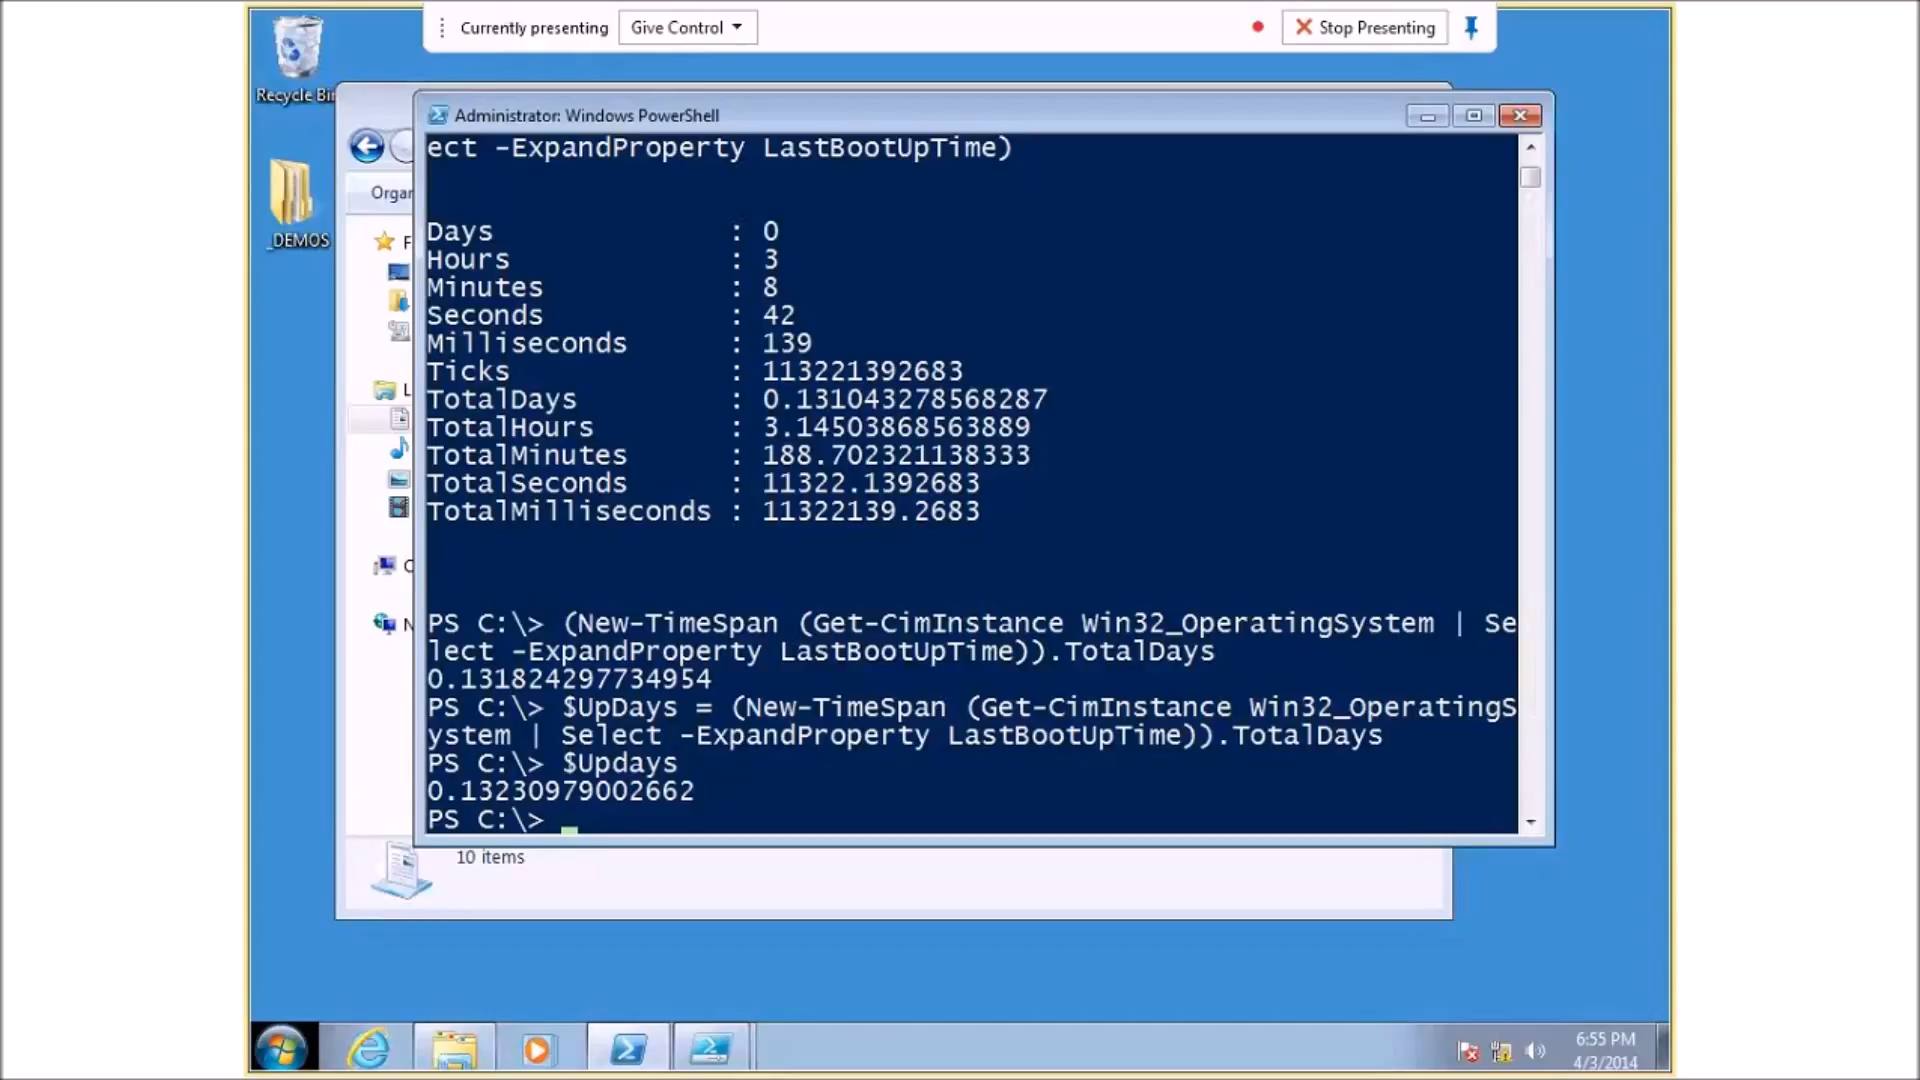 Currently presenting
Give Control
Stop Presenting
Recycle Bin
Administrator: Windows PowerShell
ect -ExpandProperty LastBootUpTime)
Organ
_DEMOS
F
L
C
N
Days : 0
Hours : 3
Minutes : 8
Seconds : 42
Milliseconds : 139
Ticks : 113221392683
TotalDays : 0.131043278568287
TotalHours : 3.14503868563889
TotalMinutes : 188.702321138333
TotalSeconds : 11322.1392683
TotalMilliseconds : 11322139.2683
PS C:\> (New-TimeSpan (Get-CimInstance Win32_OperatingSystem | Se
lect -ExpandProperty LastBootUpTime)).TotalDays
0.131824297734954
PS C:\> $UpDays = (New-TimeSpan (Get-CimInstance Win32_OperatingS
ystem | Select -ExpandProperty LastBootUpTime)).TotalDays
PS C:\> $Updays
0.13230979002662
PS C:\>
10 items
6:55 PM
4/3/2014